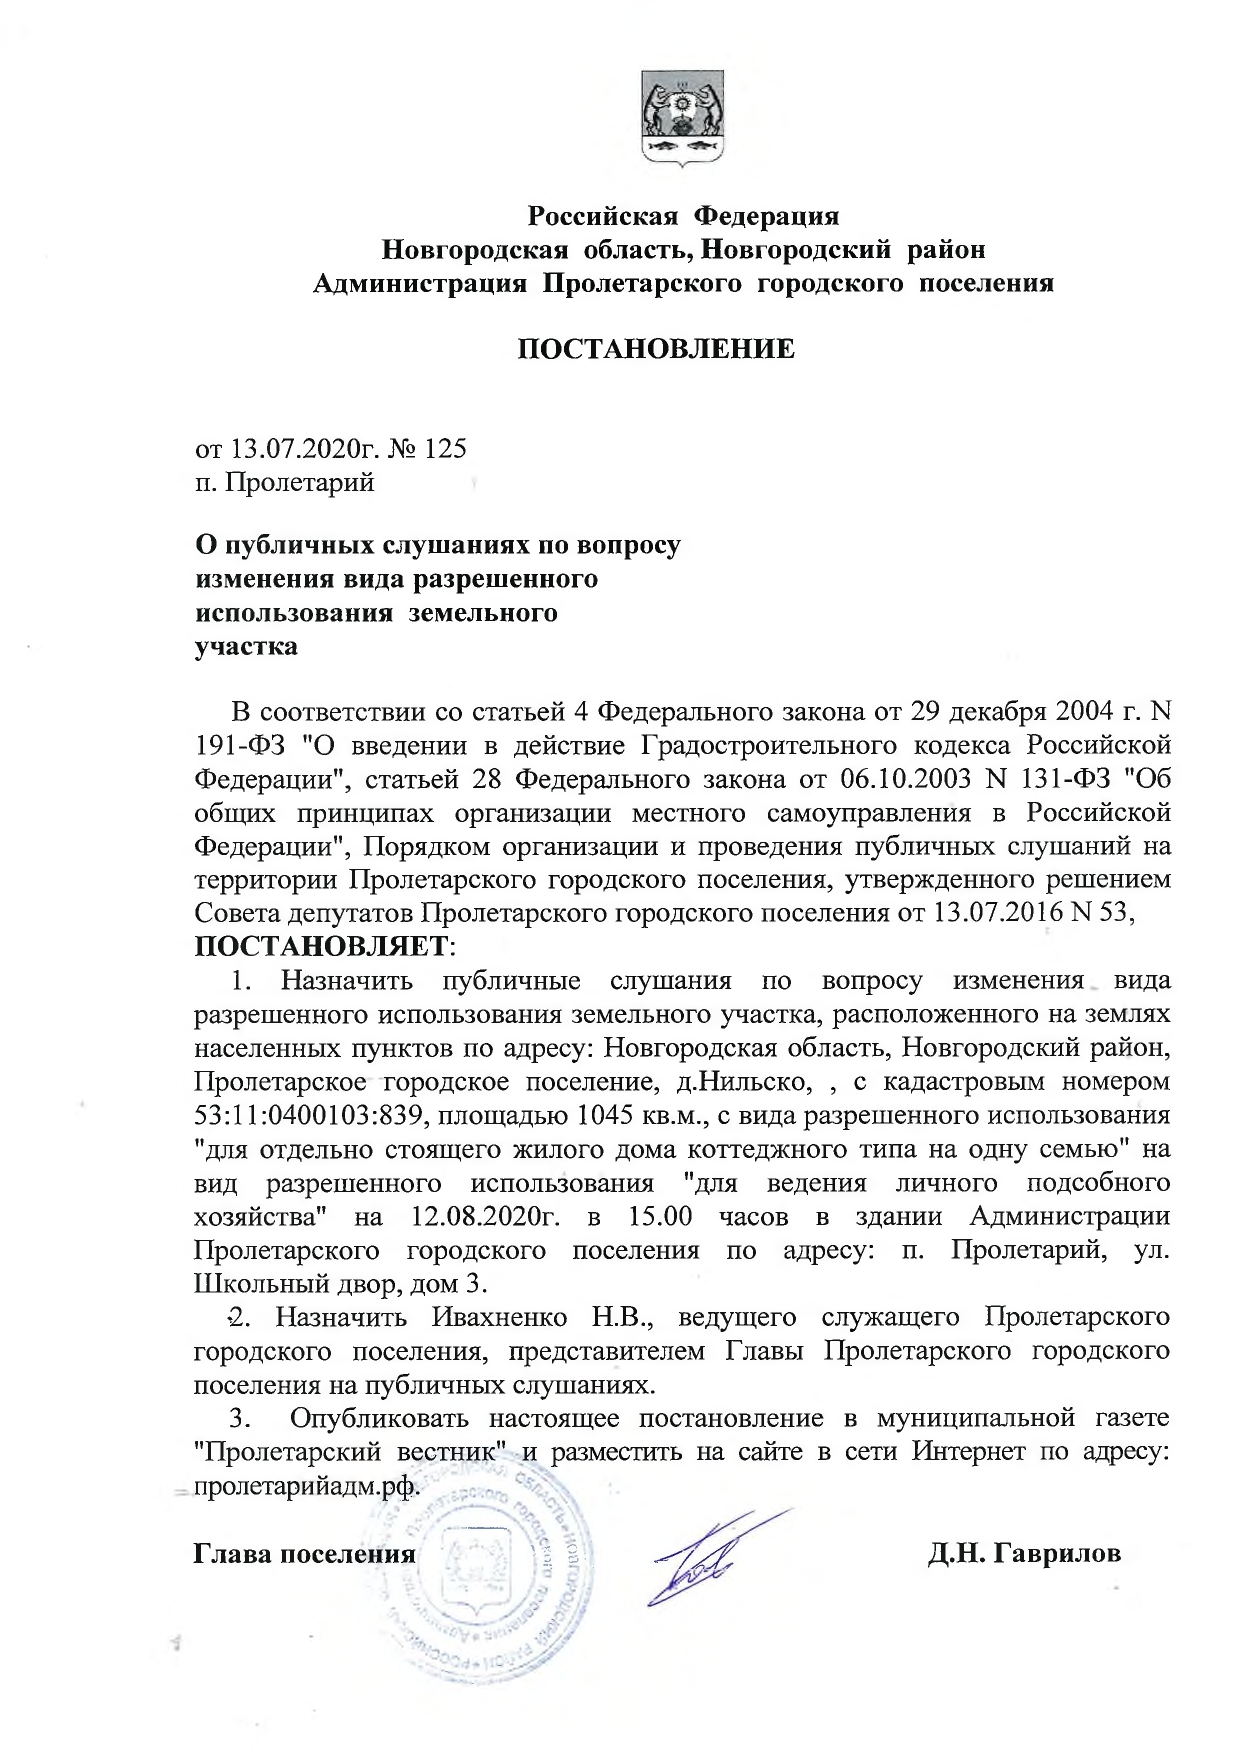 Российская Федерация
Новгородская область, Новгородский район
Администрация Пролетарского городского поселения
ПОСТАНОВЛЕНИЕ
от 13.07.2020г. № 125
п. Пролетарий
О публичных слушаниях по вопросу
изменения вида разрешенного
использования земельного
участка
В соответствии со статьей 4 Федерального закона от 29 декабря 2004 г. N
191-ФЗ "О введении в действие Градостроительного кодекса Российской
Федерации", статьей 28 Федерального закона от 06.10.2003 N 131-ФЗ "Об
общих принципах организации местного самоуправления в Российской
Федерации", Порядком организации и проведения публичных слушаний на
территории Пролетарского городского поселения, утвержденного решением
Совета депутатов Пролетарского городского поселения от 13.07.2016 N 53,
ПОСТАНОВЛЯЕТ:
1. Назначить публичные слушания по вопросу изменения вида
разрешенного использования земельного участка, расположенного на землях
населенных пунктов по адресу: Новгородская область, Новгородский район,
Пролетарское городское поселение, д.Нильско, , с кадастровым номером
53:11:0400103:839, площадью 1045 кв.м., с вида разрешенного использования
"для отдельно стоящего жилого дома коттеджного типа на одну семью" на
вид разрешенного использования "для ведения личного подсобного
хозяйства" на 12.08.2020г. в 15.00 часов в здании Администрации
Пролетарского городского поселения по адресу: п. Пролетарий, ул.
Школьный двор, дом 3.
2. Назначить Ивахненко Н.В., ведущего служащего Пролетарского
городского поселения, представителем Главы Пролетарского городского
поселения на публичных слушаниях.
3. Опубликовать настоящее постановление в муниципальной газете
"Пролетарский вестник" и разместить на сайте в сети Интернет по адресу:
пролетарийадм.рф.
Глава поселения Д.Н. Гаврилов